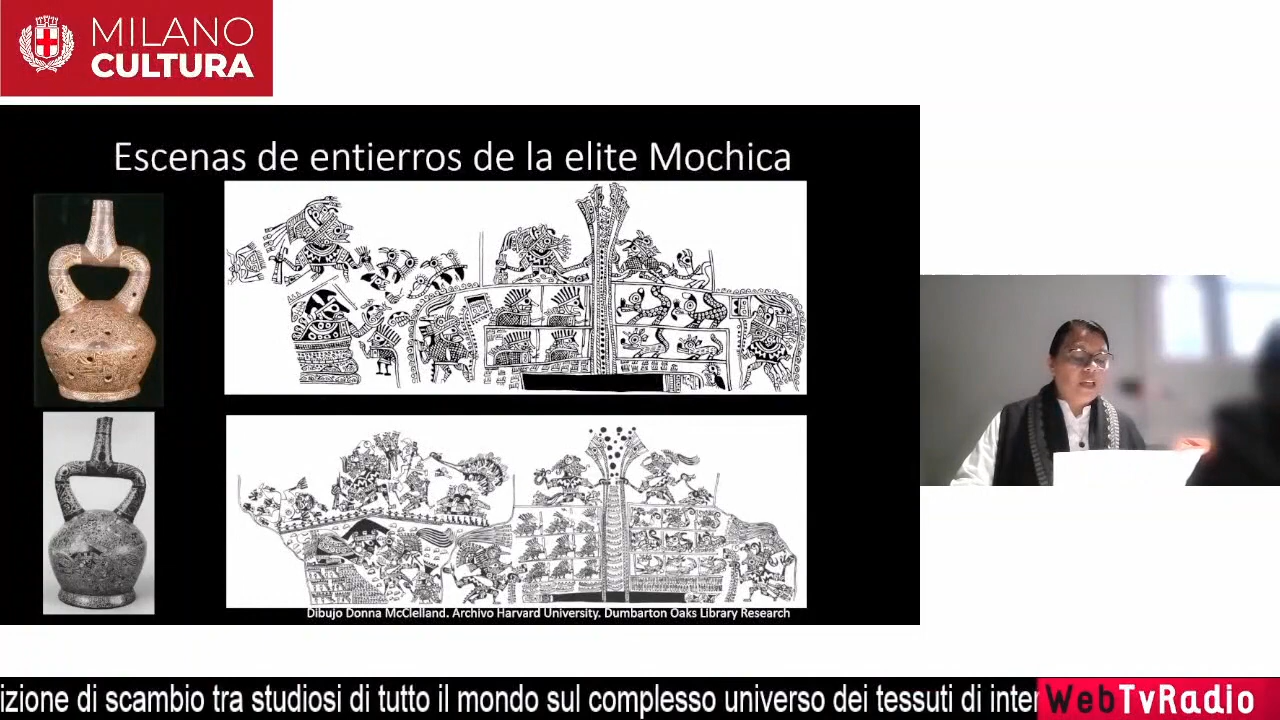 MILANO
CULTURA
Escenas de entierros de la elite Mochica
Dibujo Donna McClelland. Archivo Harvard University. Dumbarton Oaks Library Research
izione di scambio tra studiosi di tutto il mondo sul complesso universo dei tessuti di inter
WebTvRadio